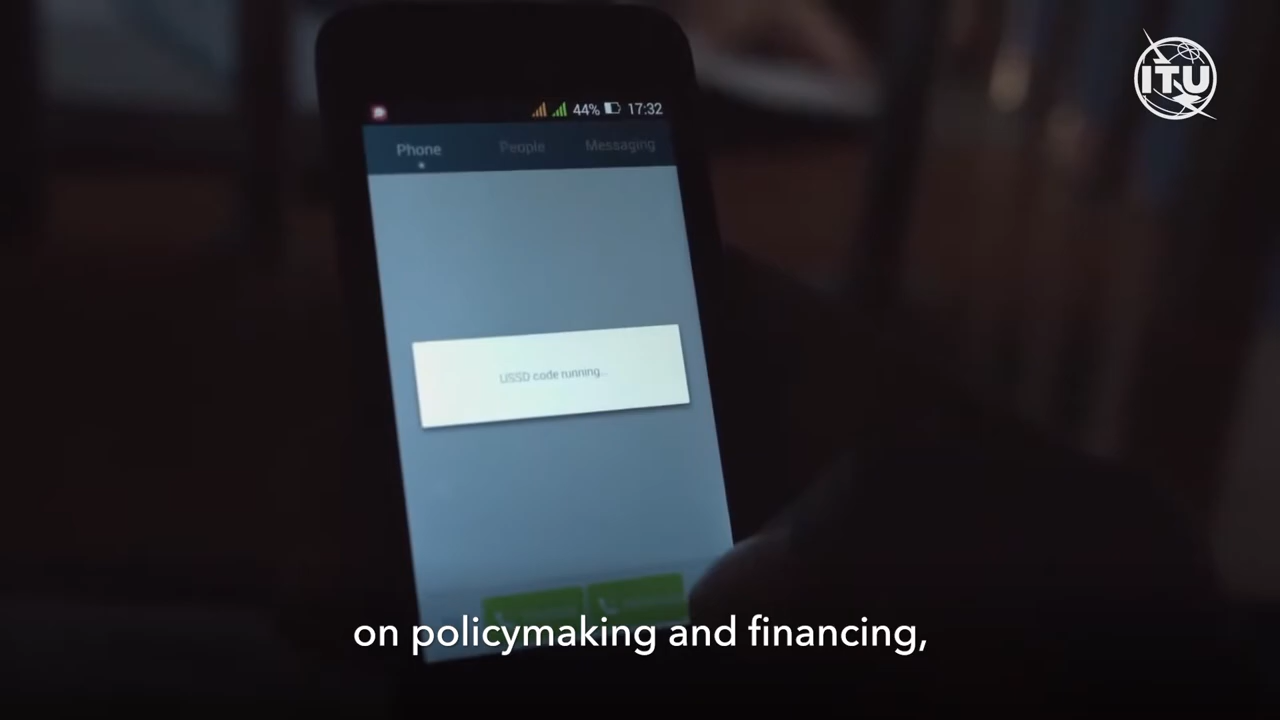 ITU
44% 17:32
Phone People Messaging
USSD code running...
on policymaking and financing,